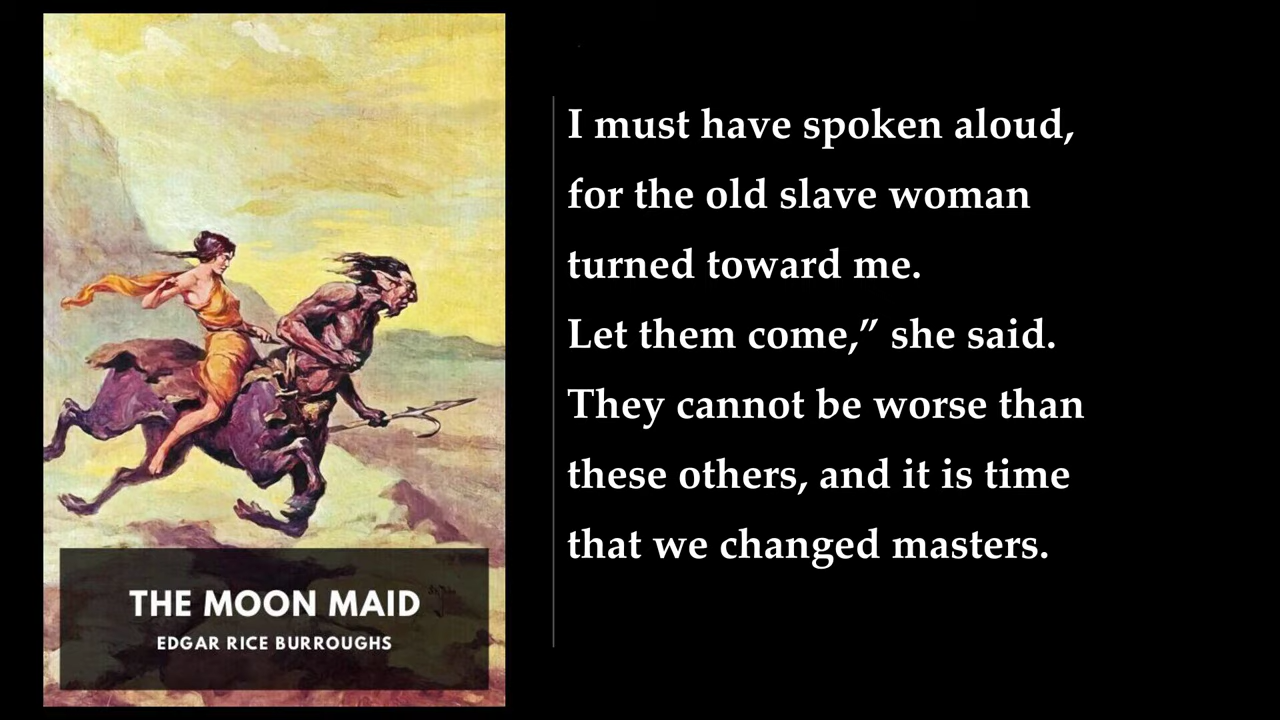 THE MOON MAID
EDGAR RICE BURROUGHS
I must have spoken aloud,
for the old slave woman
turned toward me.
Let them come,” she said.
They cannot be worse than
these others, and it is time
that we changed masters.